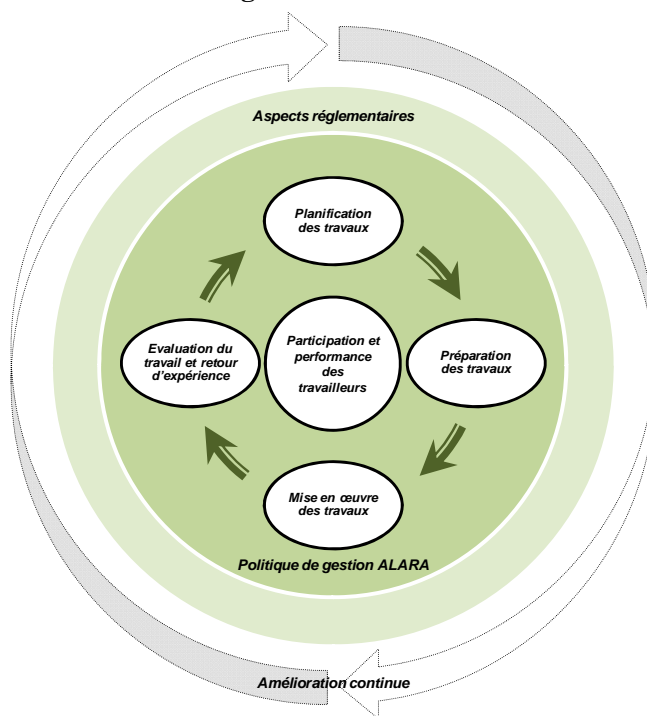 Aspects réglementaires
Planification
des travaux
Evaluation du
travail et retour
d'expérience
Participation et
performance
des
travailleurs
Préparation
des travaux
Mise en œuvre
des travaux
Politique de gestion ALARA
Amélioration continue